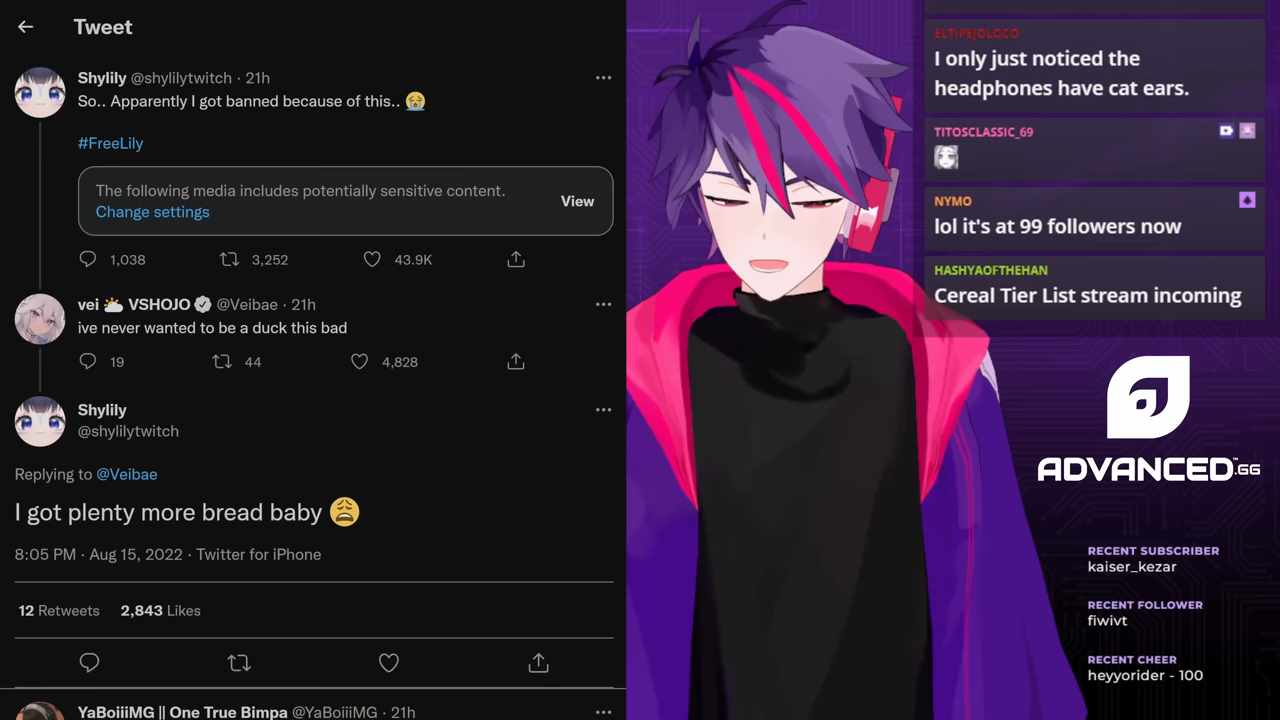 Tweet
Shylily @shylilytwitch · 21h
So.. Apparently I got banned because of this.. 😭
#FreeLily
The following media includes potentially sensitive content.
Change settings
View
1,038 3,252 43.9K
vei 🌥️ VSHOJO @Veibae · 21h
ive never wanted to be a duck this bad
19 44 4,828
Shylily
@shylilytwitch
Replying to @Veibae
I got plenty more bread baby 😩
8:05 PM · Aug 15, 2022 · Twitter for iPhone
12 Retweets 2,843 Likes
YaBoiiiMG || One True Bimpa @YaBoiiiMG · 21h
ELTIPEJOLOCO
I only just noticed the
headphones have cat ears.
TITOSCLASSIC_69
NYMO
lol it's at 99 followers now
HASHYAOFTHEHAN
Cereal Tier List stream incoming
ADVANCED™.GG
RECENT SUBSCRIBER
kaiser_kezar
RECENT FOLLOWER
fiwivt
RECENT CHEER
heyyorider - 100